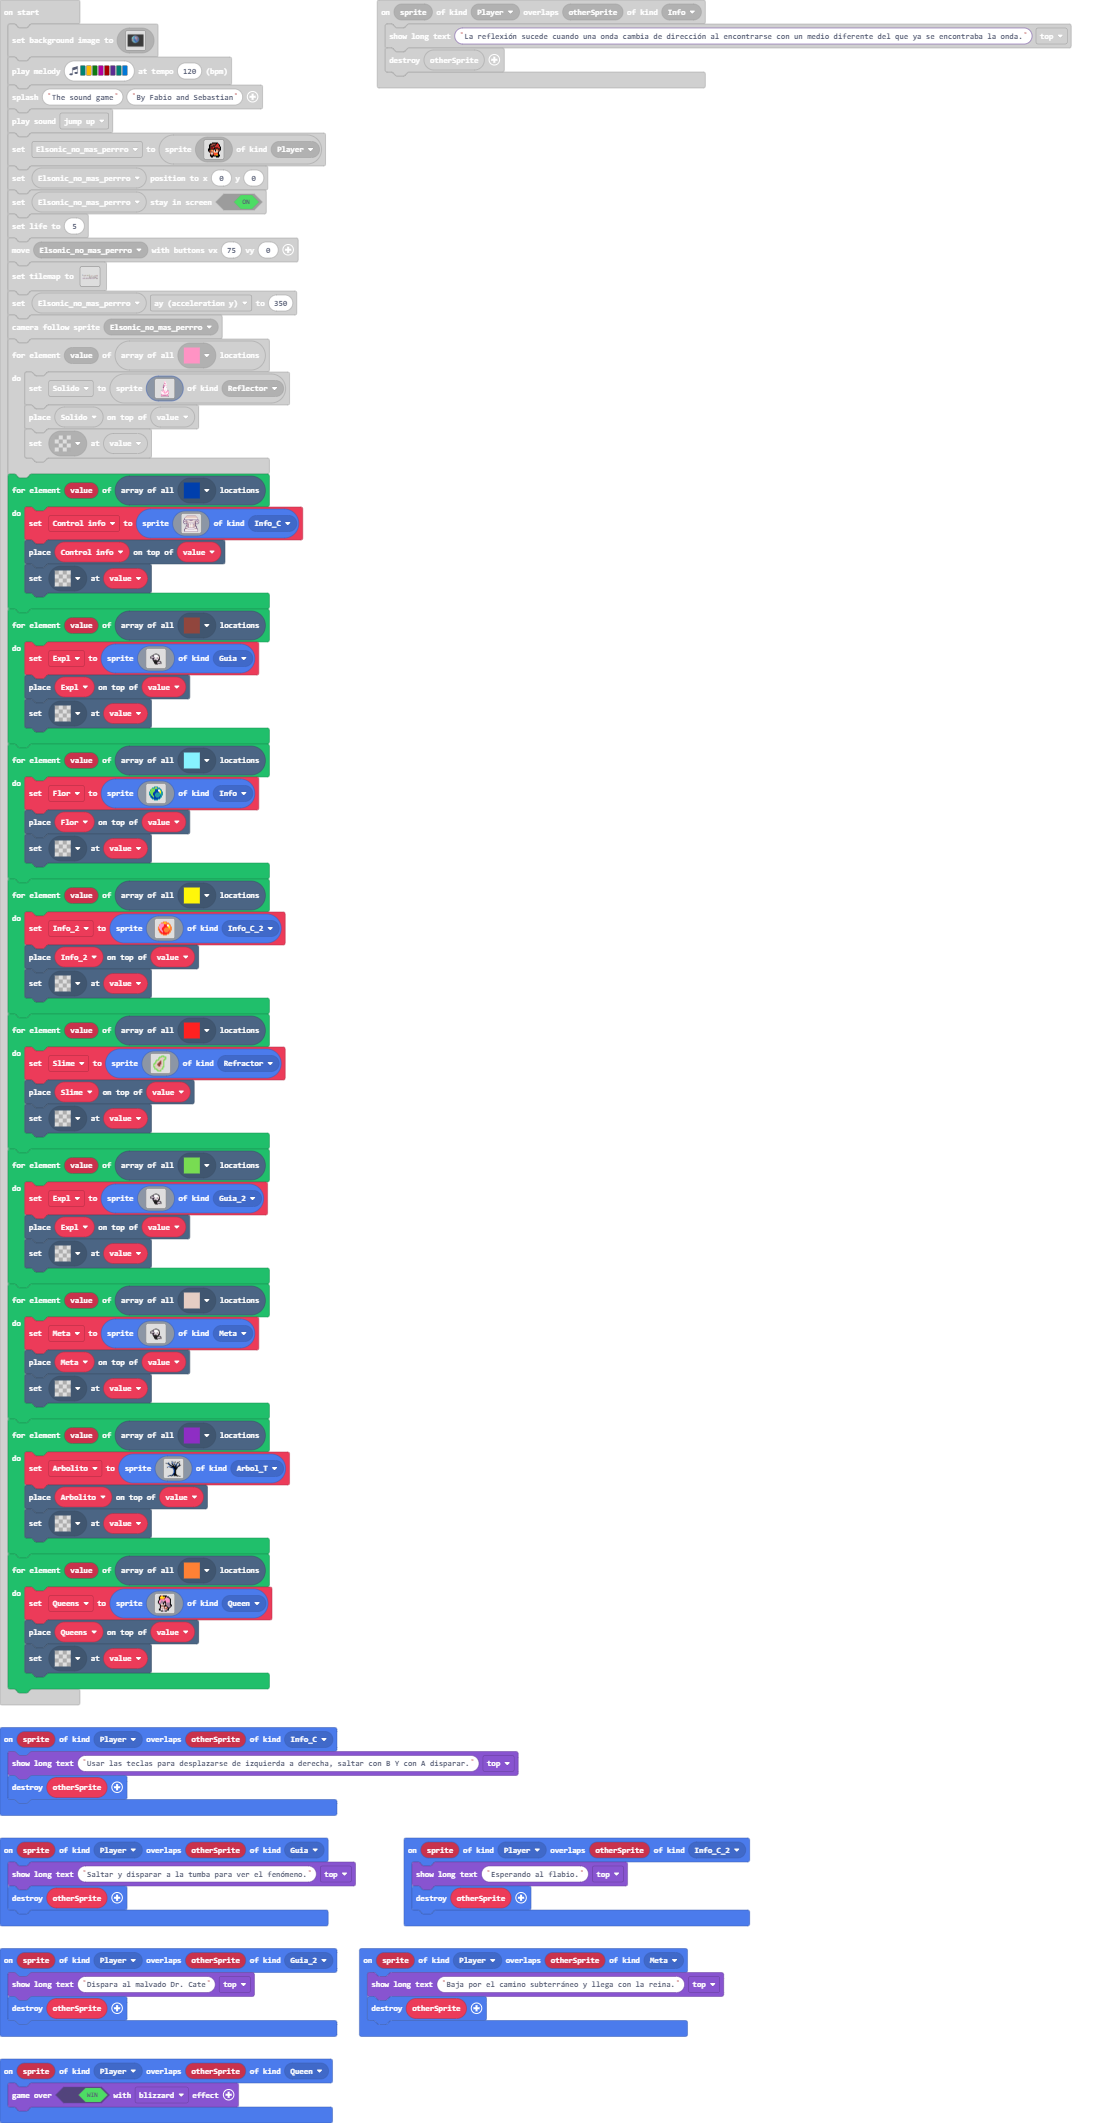 on start
set background image to
play melody at tempo 120 (bpm)
splash "The sound game" "By Fabio and Sebastian"
play sound jump up
set Elsonic_no_mas_perrro to sprite of kind Player
set Elsonic_no_mas_perrro position to x 0 y 0
set Elsonic_no_mas_perrro stay in screen ON
set life to 5
move Elsonic_no_mas_perrro with buttons vx 75 vy 0
set tilemap to
set Elsonic_no_mas_perrro ay (acceleration y) to 350
camera follow sprite Elsonic_no_mas_perrro
for element value of array of all locations
do
set Solido to sprite of kind Reflector
place Solido on top of value
set at value
for element value of array of all locations
do
set Control info to sprite of kind Info_C
place Control info on top of value
set at value
for element value of array of all locations
do
set Expl to sprite of kind Guia
place Expl on top of value
set at value
for element value of array of all locations
do
set Flor to sprite of kind Info
place Flor on top of value
set at value
for element value of array of all locations
do
set Info_2 to sprite of kind Info_C_2
place Info_2 on top of value
set at value
for element value of array of all locations
do
set Slime to sprite of kind Refractor
place Slime on top of value
set at value
for element value of array of all locations
do
set Expl to sprite of kind Guia_2
place Expl on top of value
set at value
for element value of array of all locations
do
set Meta to sprite of kind Meta
place Meta on top of value
set at value
for element value of array of all locations
do
set Arbolito to sprite of kind Arbol_T
place Arbolito on top of value
set at value
for element value of array of all locations
do
set Queens to sprite of kind Queen
place Queens on top of value
set at value
on sprite of kind Player overlaps otherSprite of kind Info
show long text "La reflexión sucede cuando una onda cambia de dirección al encontrarse con un medio diferente del que ya se encontraba la onda." top
destroy otherSprite
on sprite of kind Player overlaps otherSprite of kind Info_C
show long text "Usar las teclas para desplazarse de izquierda a derecha, saltar con B Y con A disparar." top
destroy otherSprite
on sprite of kind Player overlaps otherSprite of kind Guia
show long text "Saltar y disparar a la tumba para ver el fenómeno." top
destroy otherSprite
on sprite of kind Player overlaps otherSprite of kind Info_C_2
show long text "Esperando al flabio." top
destroy otherSprite
on sprite of kind Player overlaps otherSprite of kind Guia_2
show long text "Dispara al malvado Dr. Cate" top
destroy otherSprite
on sprite of kind Player overlaps otherSprite of kind Meta
show long text "Baja por el camino subterráneo y llega con la reina." top
destroy otherSprite
on sprite of kind Player overlaps otherSprite of kind Queen
game over WIN with blizzard effect